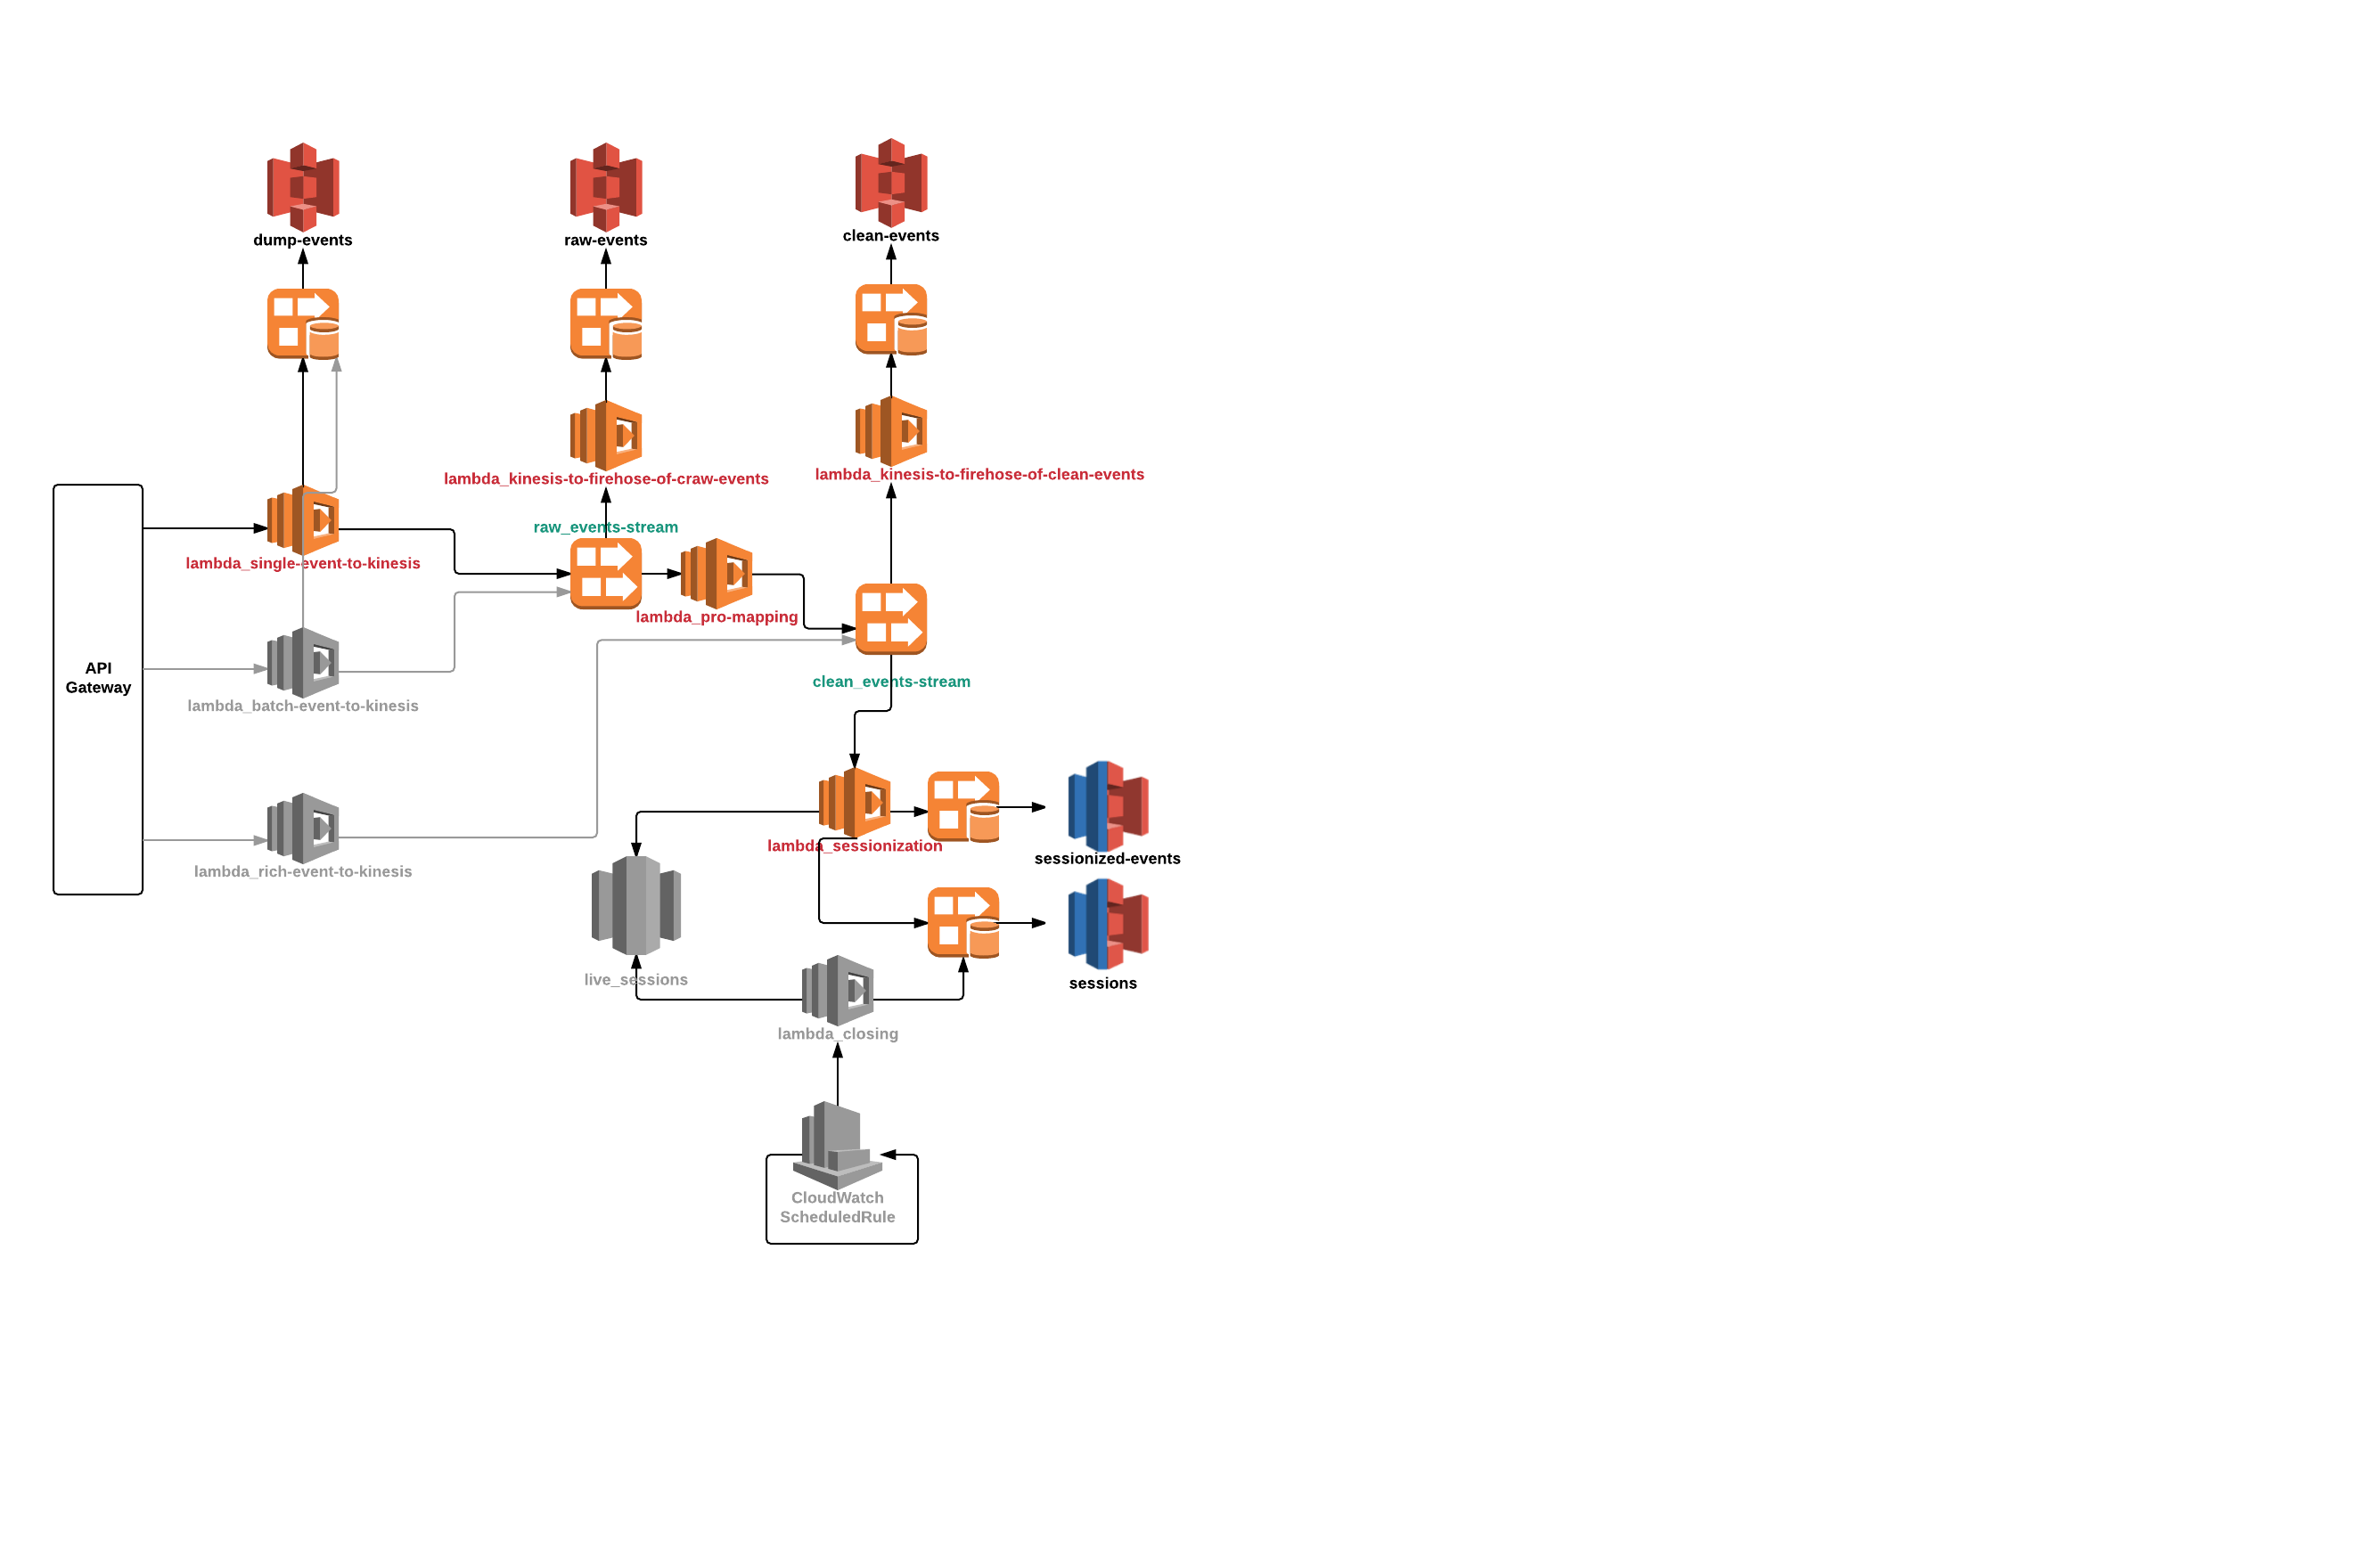 dump-events
raw-events
clean-events
lambda_kinesis-to-firehose-of-craw-events
lambda_kinesis-to-firehose-of-clean-events
raw_events-stream
lambda_single-event-to-kinesis
lambda_pro-mapping
API
Gateway
clean_events-stream
lambda_batch-event-to-kinesis
lambda_sessionization
sessionized-events
lambda_rich-event-to-kinesis
live_sessions
sessions
lambda_closing
CloudWatch
ScheduledRule